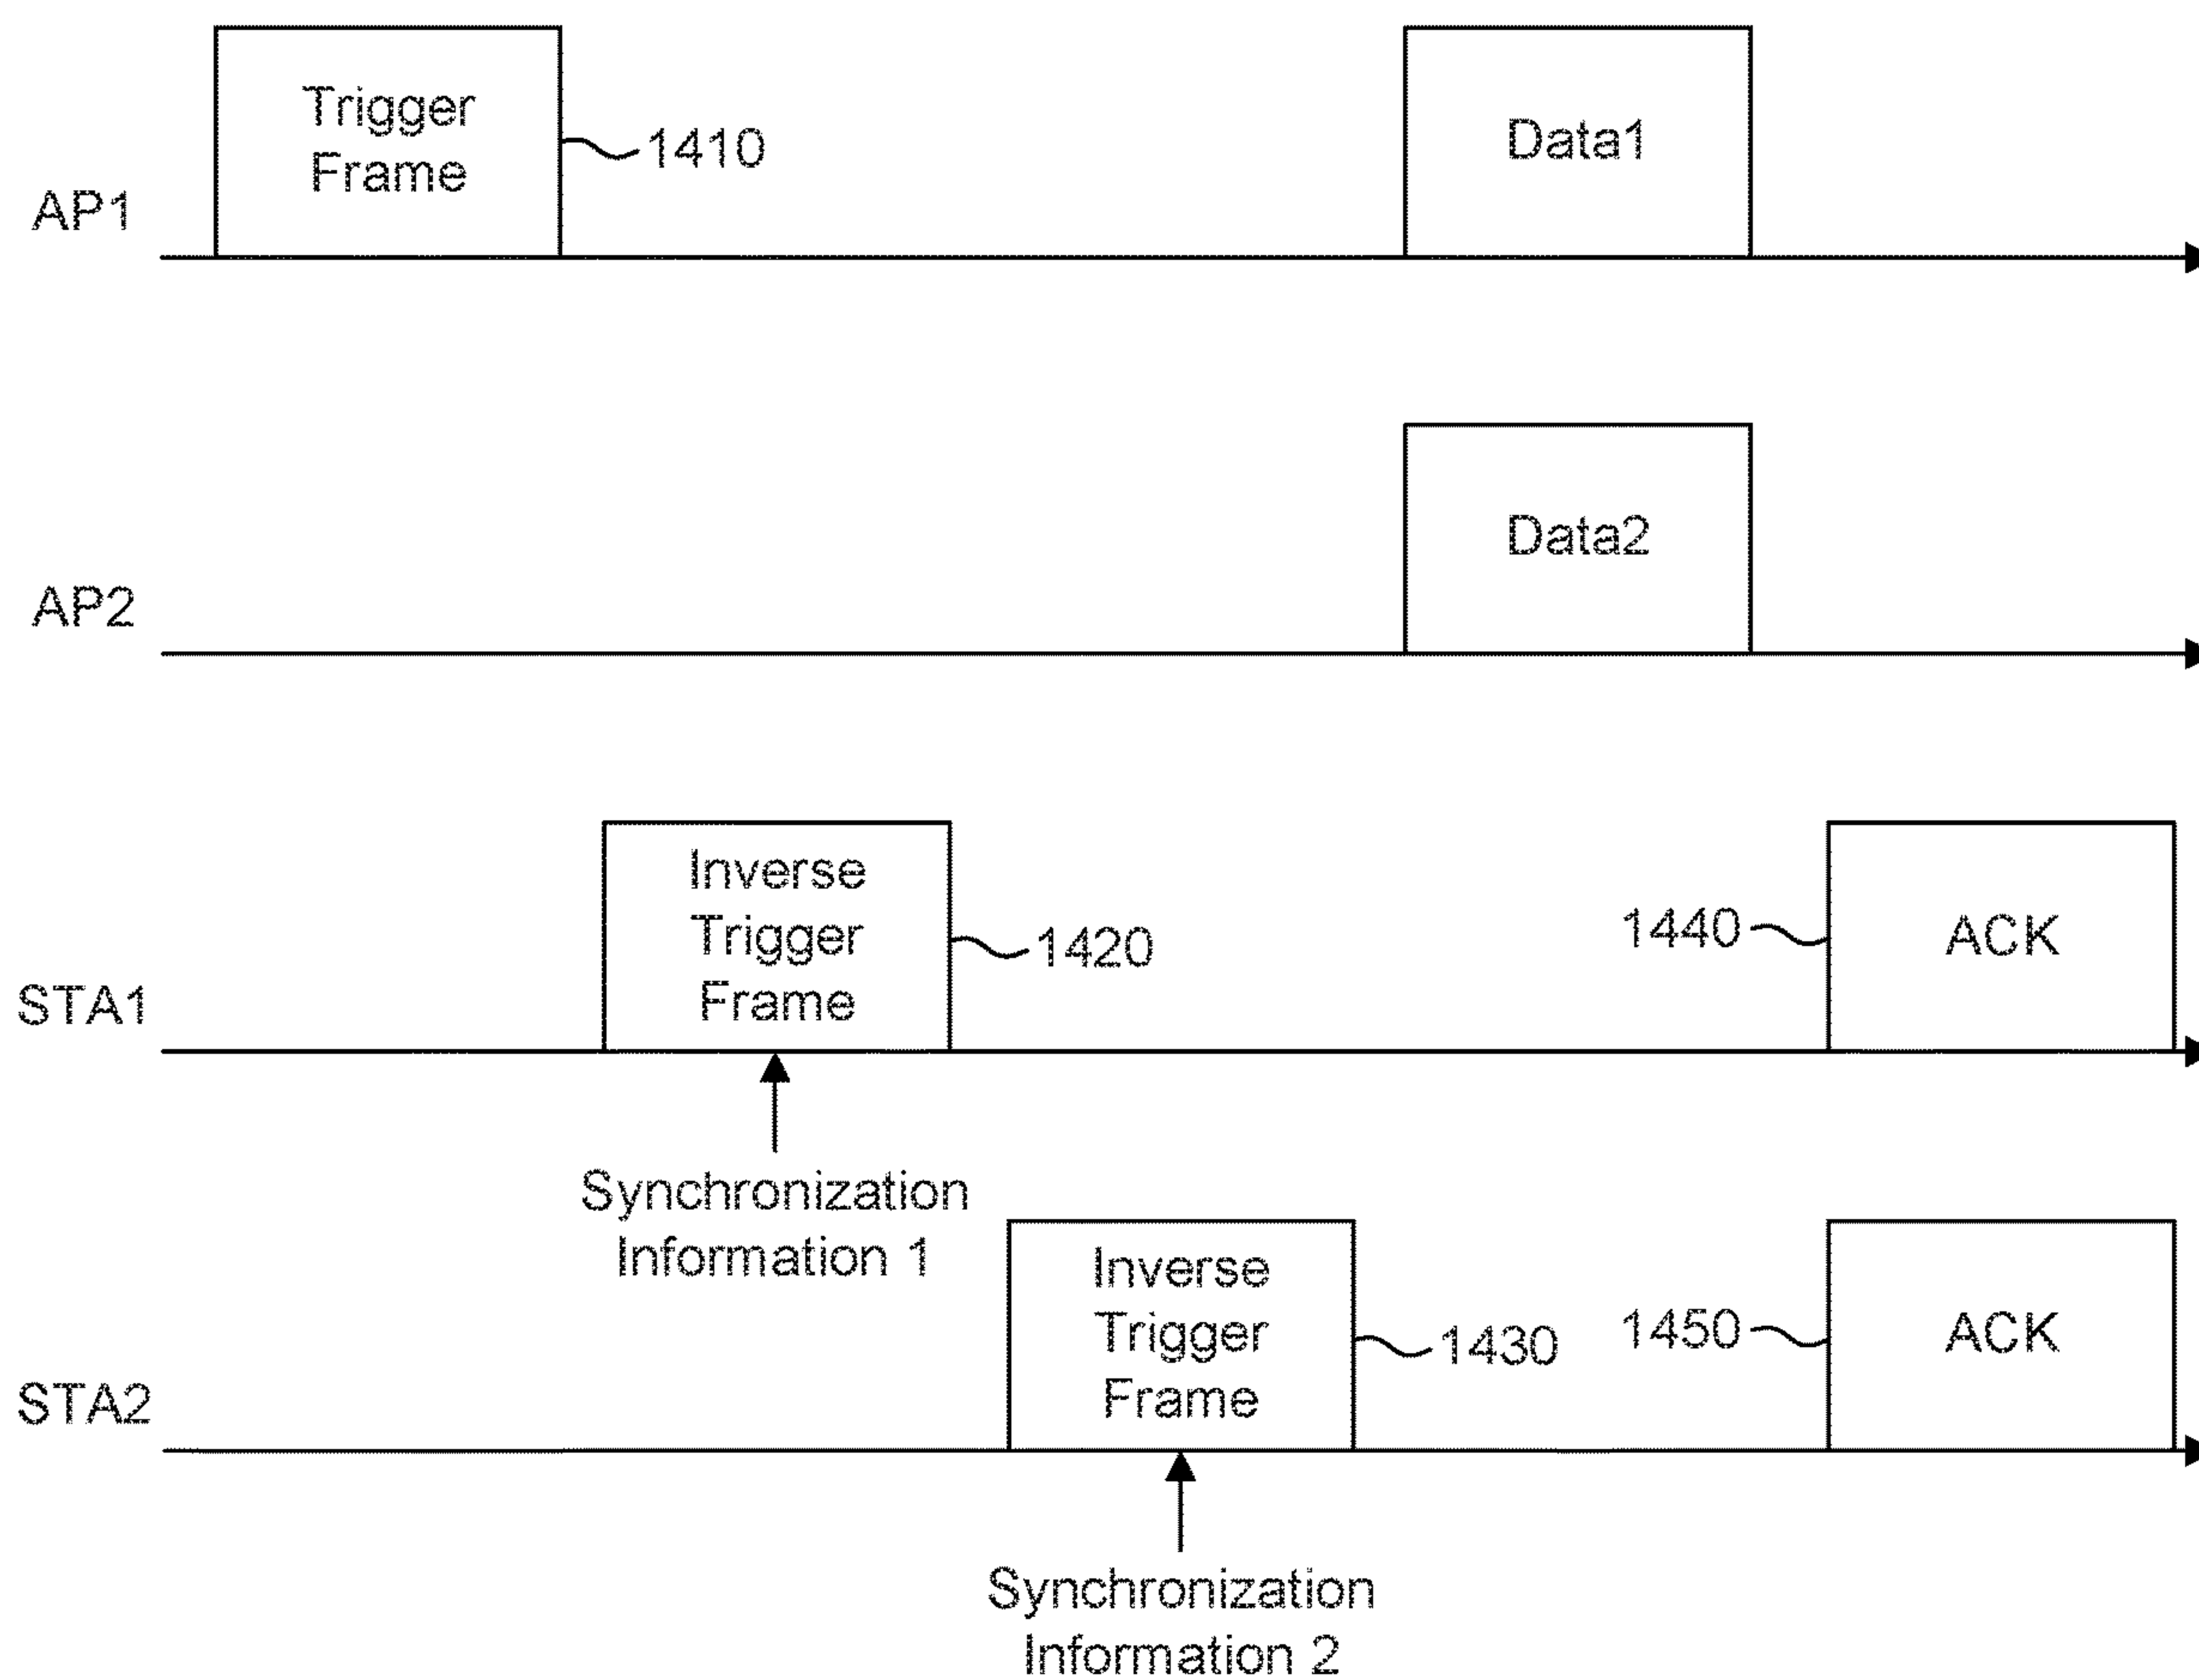 Trigger
Frame
1410
Data1
AP1
Data2
AP2
Inverse
Trigger
Frame
1420
1440
ACK
STA1
Synchronization
Information 1
Inverse
Trigger
Frame
1430
1450
ACK
STA2
Synchronization
Information 2